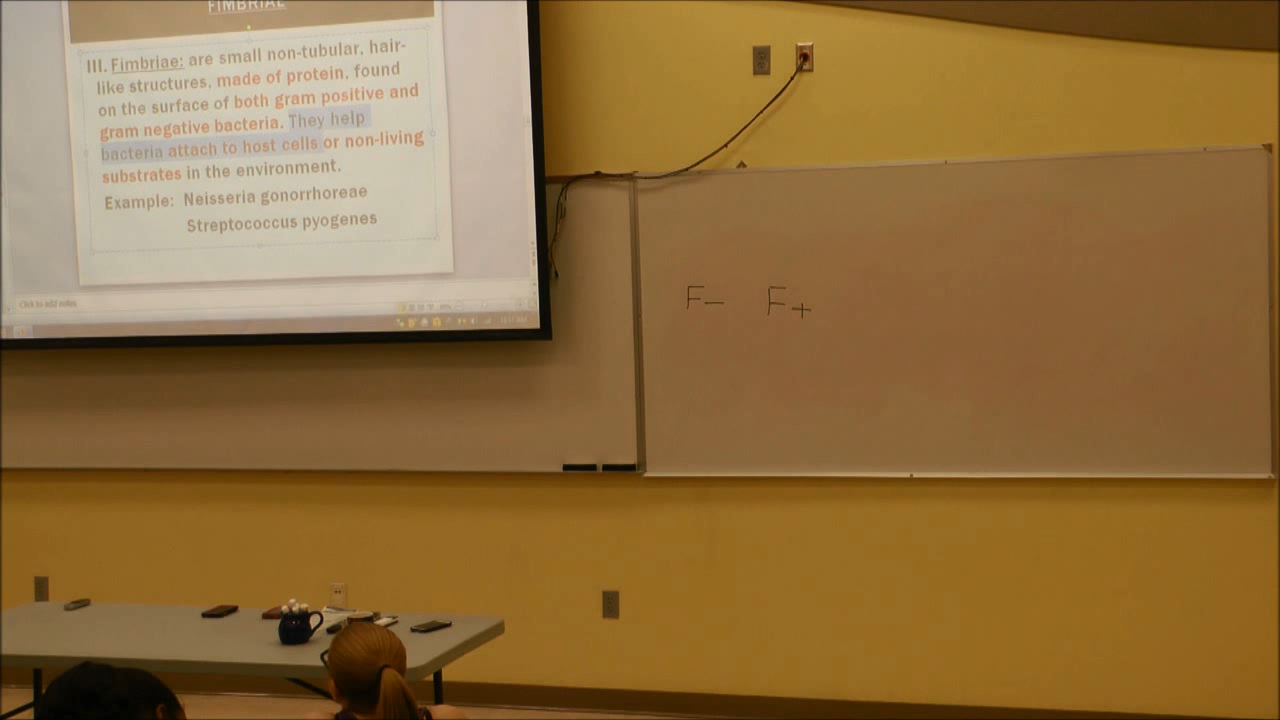 FIMBRIAE
III. Fimbriae: are small non-tubular, hair-
like structures, made of protein, found
on the surface of both gram positive and
gram negative bacteria. They help
bacteria attach to host cells or non-living
substrates in the environment.
Example: Neisseria gonorrhoeae
Streptococcus pyogenes
Click to add notes
F- F+